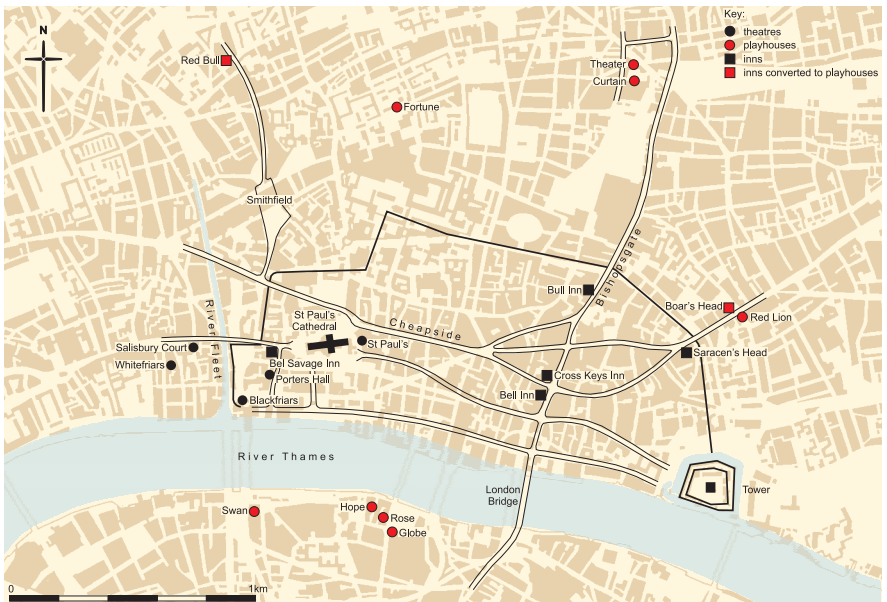 Key:
theatres
playhouses
inns
inns converted to playhouses
N
Red Bull
Theater
Curtain
Fortune
Smithfield
Bishopsgate
Bull Inn
Boar's Head
Red Lion
River Fleet
St Paul's
Cathedral
Cheapside
Salisbury Court
St Paul's
Saracen's Head
Whitefriars
Bel Savage Inn
Porters Hall
Cross Keys Inn
Blackfriars
Bell Inn
River Thames
London
Bridge
Tower
Swan
Hope
Rose
Globe
0
1km